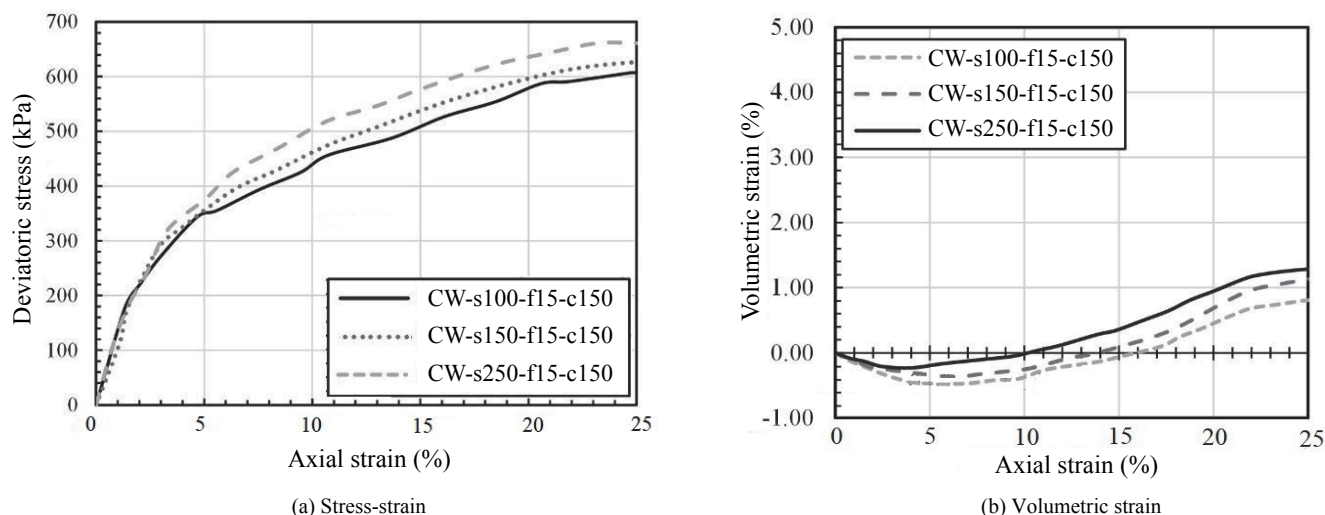 700
600
500
400
300
200
100
0
Deviatoric stress (kPa)
CW-s100-f15-c150
CW-s150-f15-c150
CW-s250-f15-c150
0 5 10 15 20 25
Axial strain (%)
(a) Stress-strain
5.00
4.00
3.00
2.00
1.00
0.00
-1.00
Volumetric strain (%)
CW-s100-f15-c150
CW-s150-f15-c150
CW-s250-f15-c150
0 5 10 15 20 25
Axial strain (%)
(b) Volumetric strain